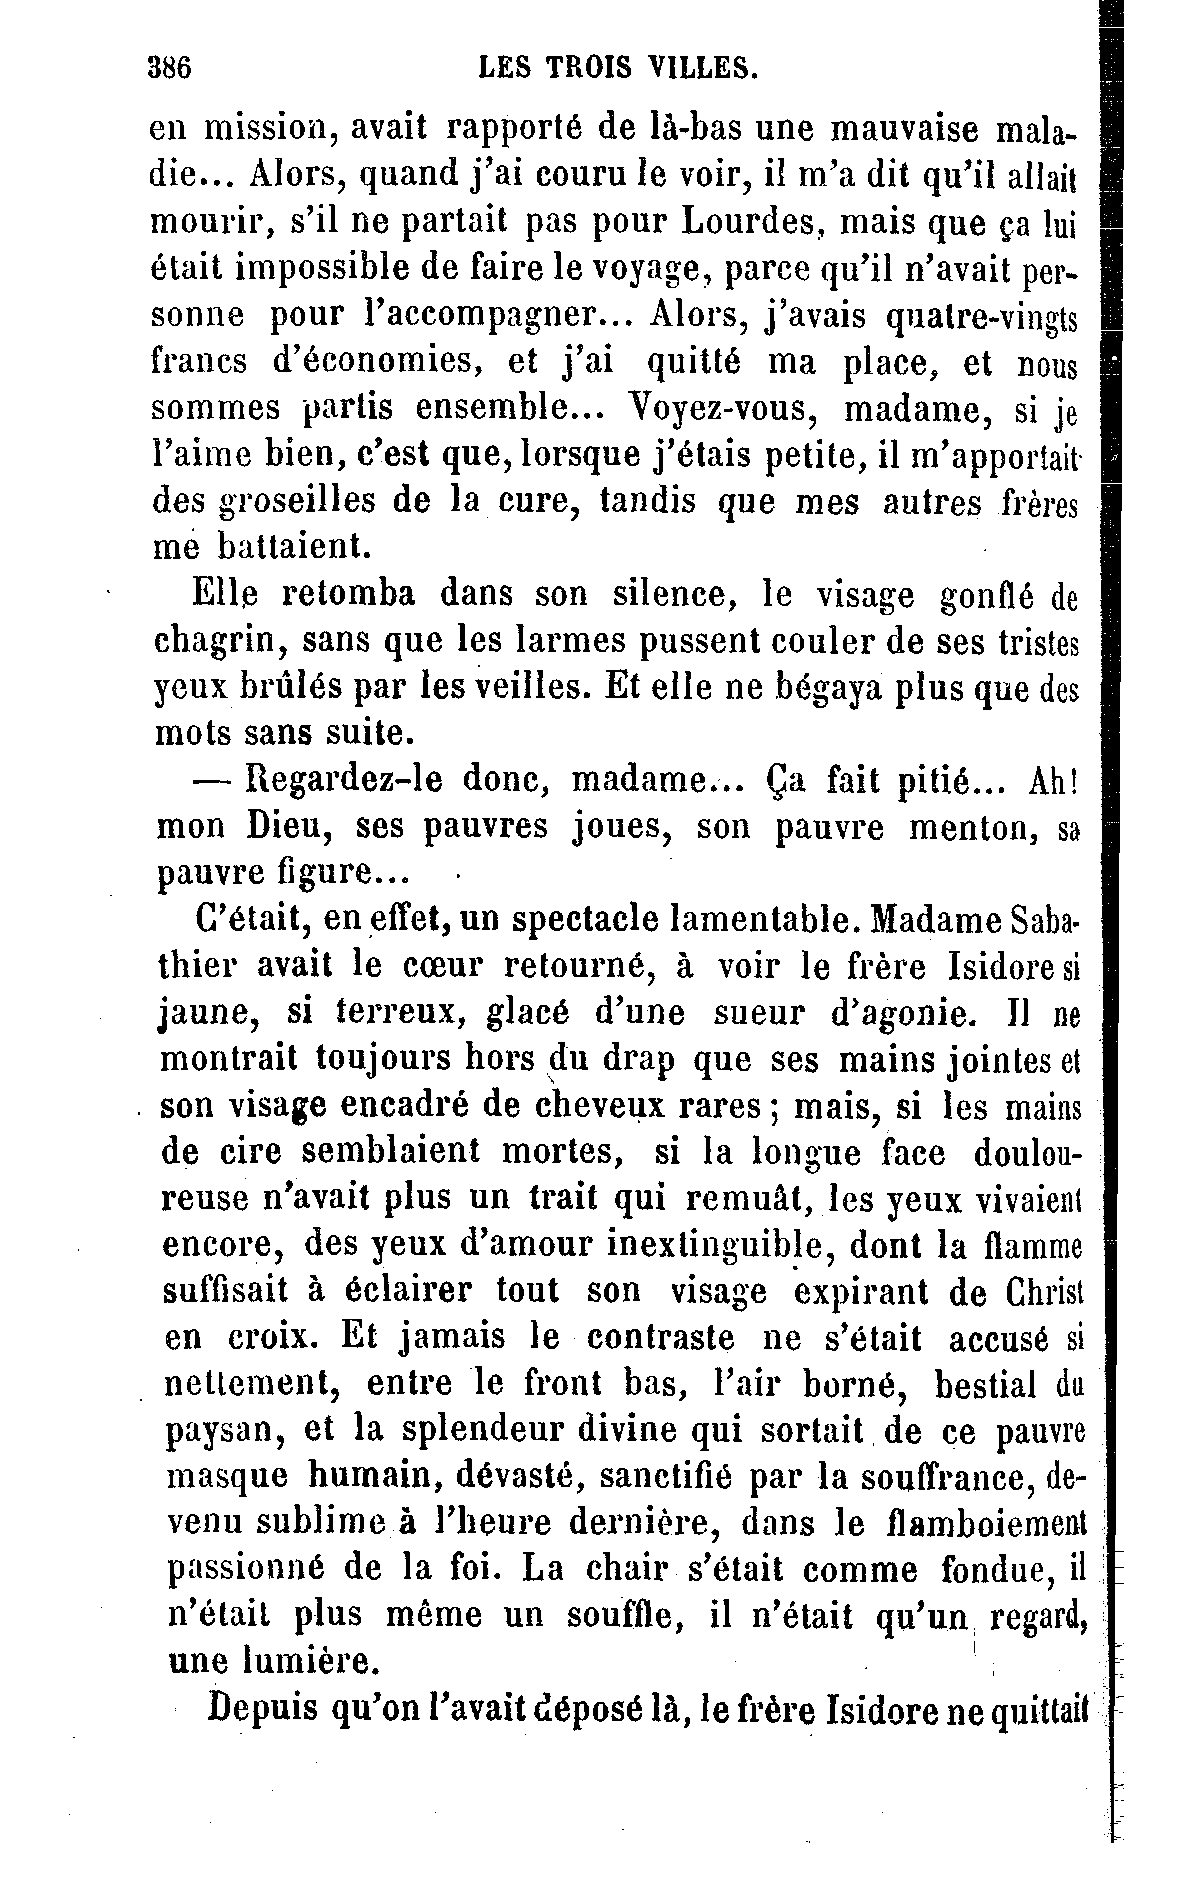 386 LES TROIS VILLES.
en mission, avait rapporté de là-bas une mauvaise mala-
die... Alors, quand j'ai couru le voir, il m'a dit qu'il allait
mourir, s'il ne partait pas pour Lourdes, mais que ça lui
était impossible de faire le voyage, parce qu'il n'avait per-
sonne pour l'accompagner... Alors, j'avais quatre-vingts
francs d'économies, et j'ai quitté ma place, et nous
sommes partis ensemble... Voyez-vous, madame, si je
l'aime bien, c'est que, lorsque j'étais petite, il m'apportait
des groseilles de la cure, tandis que mes autres frères
me battaient.
Elle retomba dans son silence, le visage gonflé de
chagrin, sans que les larmes pussent couler de ses tristes
yeux brûlés par les veilles. Et elle ne bégaya plus que des
mots sans suite.
— Regardez-le donc, madame... Ça fait pitié... Ah!
mon Dieu, ses pauvres joues, son pauvre menton, sa
pauvre figure...
C'était, en effet, un spectacle lamentable. Madame Saba-
thier avait le cœur retourné, à voir le frère Isidore si
jaune, si terreux, glacé d'une sueur d'agonie. Il ne
montrait toujours hors du drap que ses mains jointes et
son visage encadré de cheveux rares ; mais, si les mains
de cire semblaient mortes, si la longue face doulou-
reuse n'avait plus un trait qui remuât, les yeux vivaient
encore, des yeux d'amour inextinguible, dont la flamme
suffisait à éclairer tout son visage expirant de Christ
en croix. Et jamais le contraste ne s'était accusé si
nettement, entre le front bas, l'air borné, bestial du
paysan, et la splendeur divine qui sortait de ce pauvre
masque humain, dévasté, sanctifié par la souffrance, de-
venu sublime à l'heure dernière, dans le flamboiement
passionné de la foi. La chair s'était comme fondue, il
n'était plus même un souffle, il n'était qu'un regard,
une lumière.
Depuis qu'on l'avait déposé là, le frère Isidore ne quittait